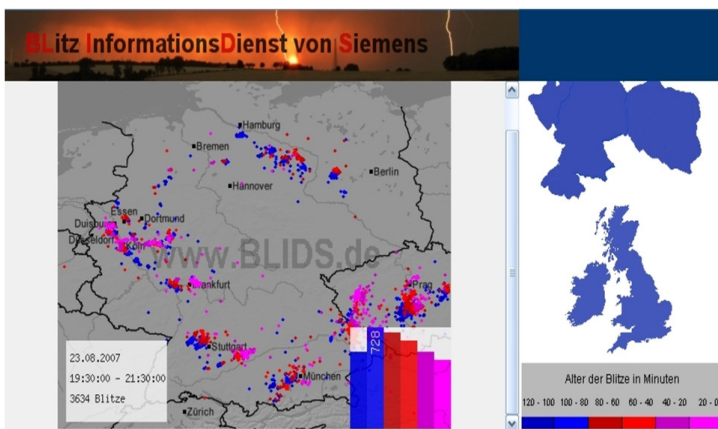 BLitz InformationsDienst von Siemens
Hamburg
Bremen
Berlin
Hannover
Essen
Dortmund
Duisburg
Düsseldorf
Köln
www.BLIDS.de
Frankfurt
Prag
Stuttgart
München
Zürich
23.08.2007
19:30:00 - 21:30:00
3634 Blitze
728
Alter der Blitze in Minuten
120 - 100 100 - 80 80 - 60 60 - 40 40 - 20 20 - 0